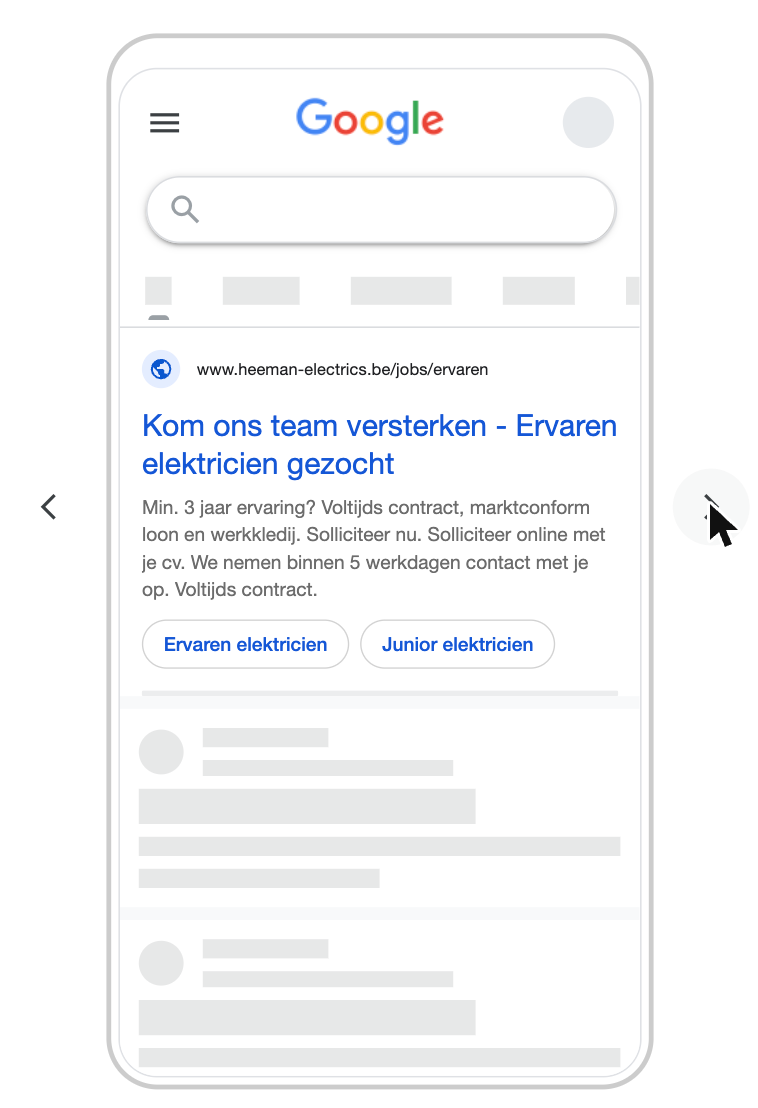 Google
www.heeman-electrics.be/jobs/ervaren
Kom ons team versterken - Ervaren
elektricien gezocht
Min. 3 jaar ervaring? Voltijds contract, marktconform
loon en werkkledij. Solliciteer nu. Solliciteer online met
je cv. We nemen binnen 5 werkdagen contact met je
op. Voltijds contract.
Ervaren elektricien
Junior elektricien